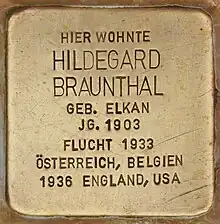 HIER WOHNTE
HILDEGARD
BRAUNTHAL
GEB. ELKAN
JG. 1903
FLUCHT 1933
ÖSTERREICH, BELGIEN
1936 ENGLAND, USA